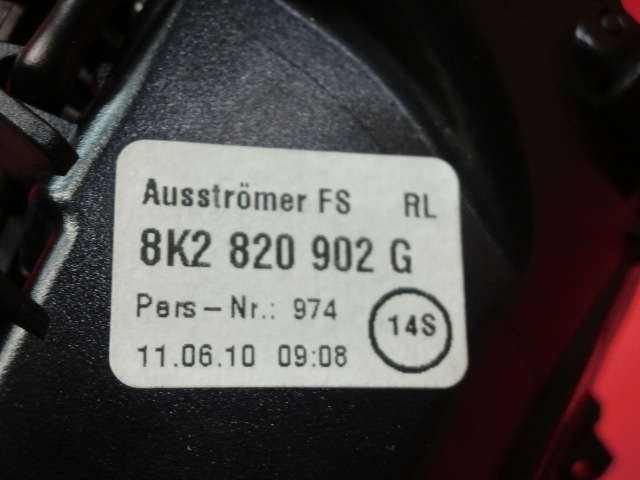 Ausströmer FS RL
8K2 820 902 G
Pers-Nr.: 974
14S
11.06.10 09:08